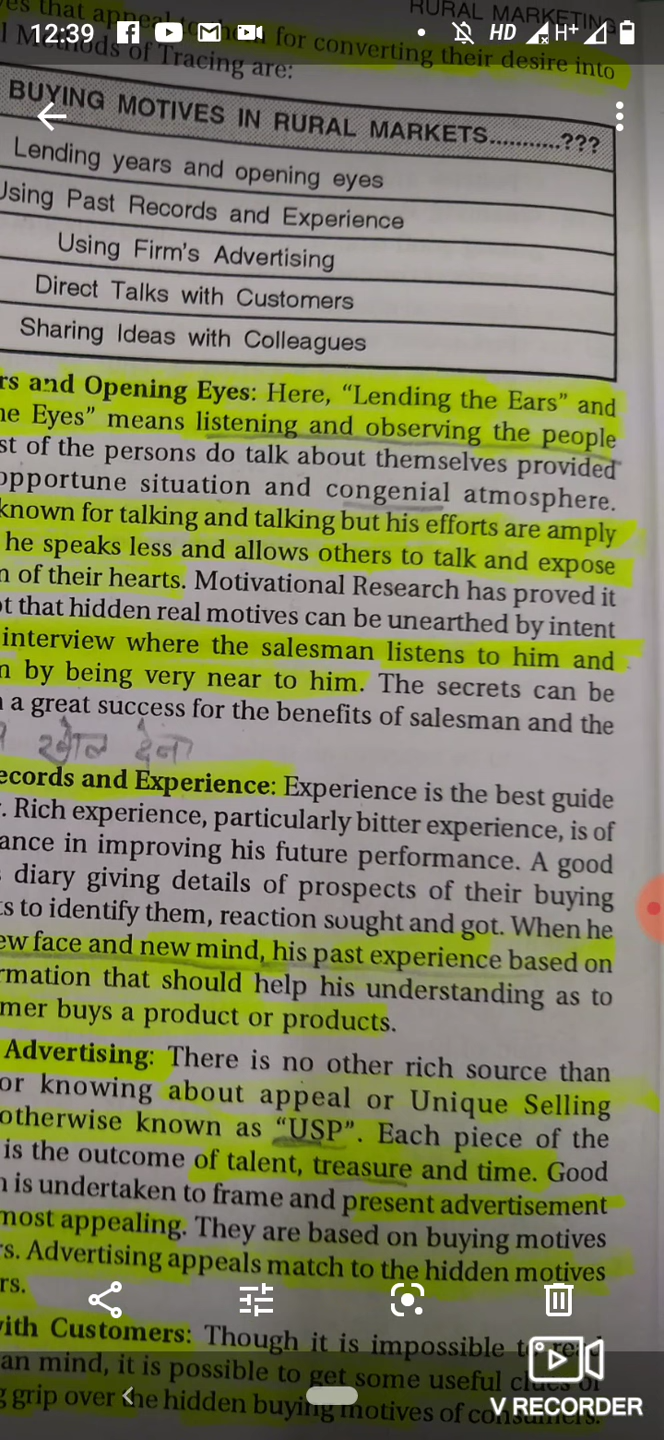 RURAL MARKETING
12:39 HD H+
ves that appeal to them for converting their desire into
l Methods of Tracing are:
BUYING MOTIVES IN RURAL MARKETS...........???
Lending years and opening eyes
Using Past Records and Experience
Using Firm's Advertising
Direct Talks with Customers
Sharing Ideas with Colleagues
rs and Opening Eyes: Here, “Lending the Ears” and
he Eyes” means listening and observing the people
st of the persons do talk about themselves provided
opportune situation and congenial atmosphere.
known for talking and talking but his efforts are amply
he speaks less and allows others to talk and expose
n of their hearts. Motivational Research has proved it
ot that hidden real motives can be unearthed by intent
interview where the salesman listens to him and
n by being very near to him. The secrets can be
a great success for the benefits of salesman and the
खोल देना
ecords and Experience: Experience is the best guide
. Rich experience, particularly bitter experience, is of
ance in improving his future performance. A good
diary giving details of prospects of their buying
ts to identify them, reaction sought and got. When he
ew face and new mind, his past experience based on
rmation that should help his understanding as to
mer buys a product or products.
Advertising: There is no other rich source than
or knowing about appeal or Unique Selling
otherwise known as “USP”. Each piece of the
is the outcome of talent, treasure and time. Good
n is undertaken to frame and present advertisement
most appealing. They are based on buying motives
rs. Advertising appeals match to the hidden motives
rs.
with Customers: Though it is impossible to read
an mind, it is possible to get some useful clues of
g grip over the hidden buying motives of consumers.
V RECORDER